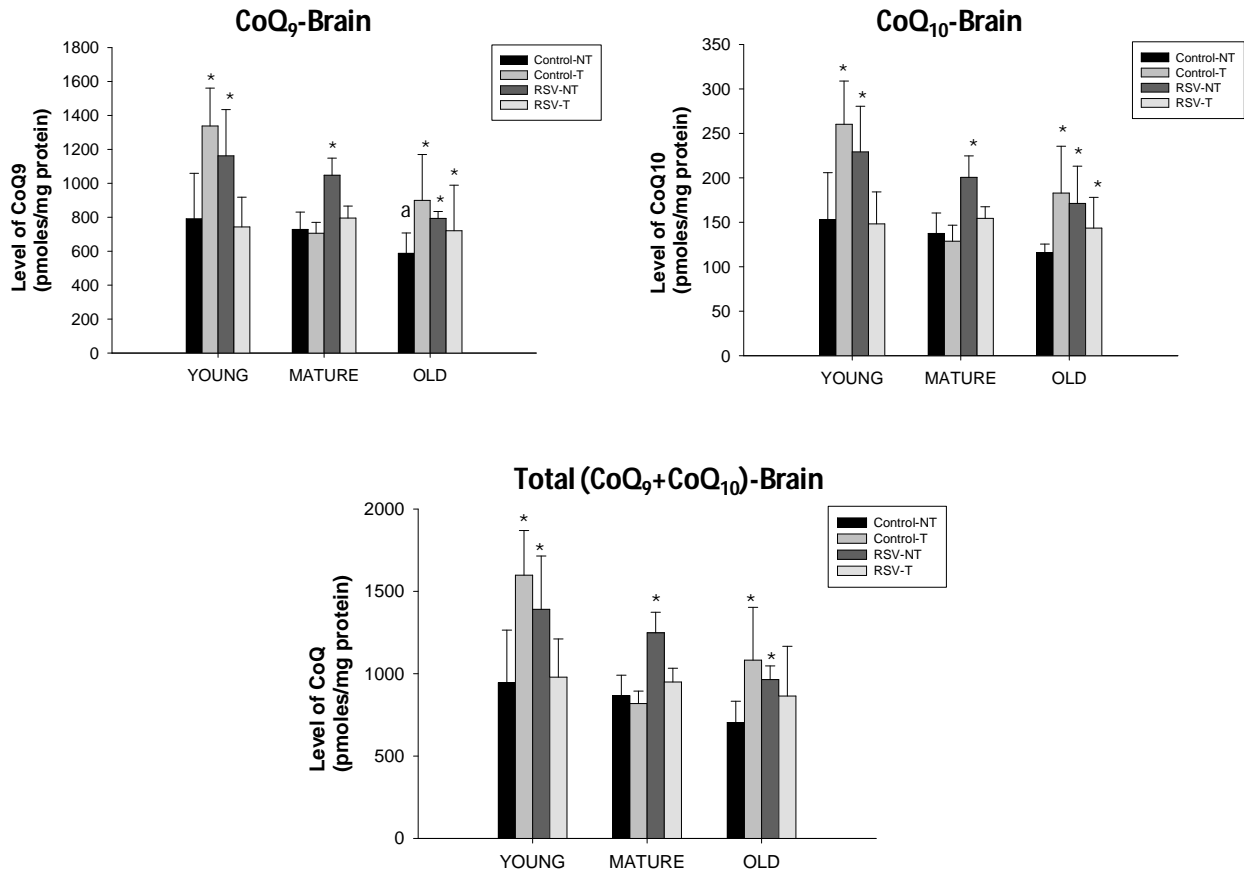 CoQ₉-Brain
1800
1600
1400
1200
1000
800
600
400
200
0
Level of CoQ9
(pmoles/mg protein)
Control-NT
Control-T
RSV-NT
RSV-T
* * * a * * *
YOUNG MATURE OLD
CoQ₁₀-Brain
350
300
250
200
150
100
50
0
Level of CoQ10
(pmoles/mg protein)
Control-NT
Control-T
RSV-NT
RSV-T
* * * * * *
YOUNG MATURE OLD
Total (CoQ₉+CoQ₁₀)-Brain
2000
1500
1000
500
0
Level of CoQ
(pmoles/mg protein)
Control-NT
Control-T
RSV-NT
RSV-T
* * * * *
YOUNG MATURE OLD